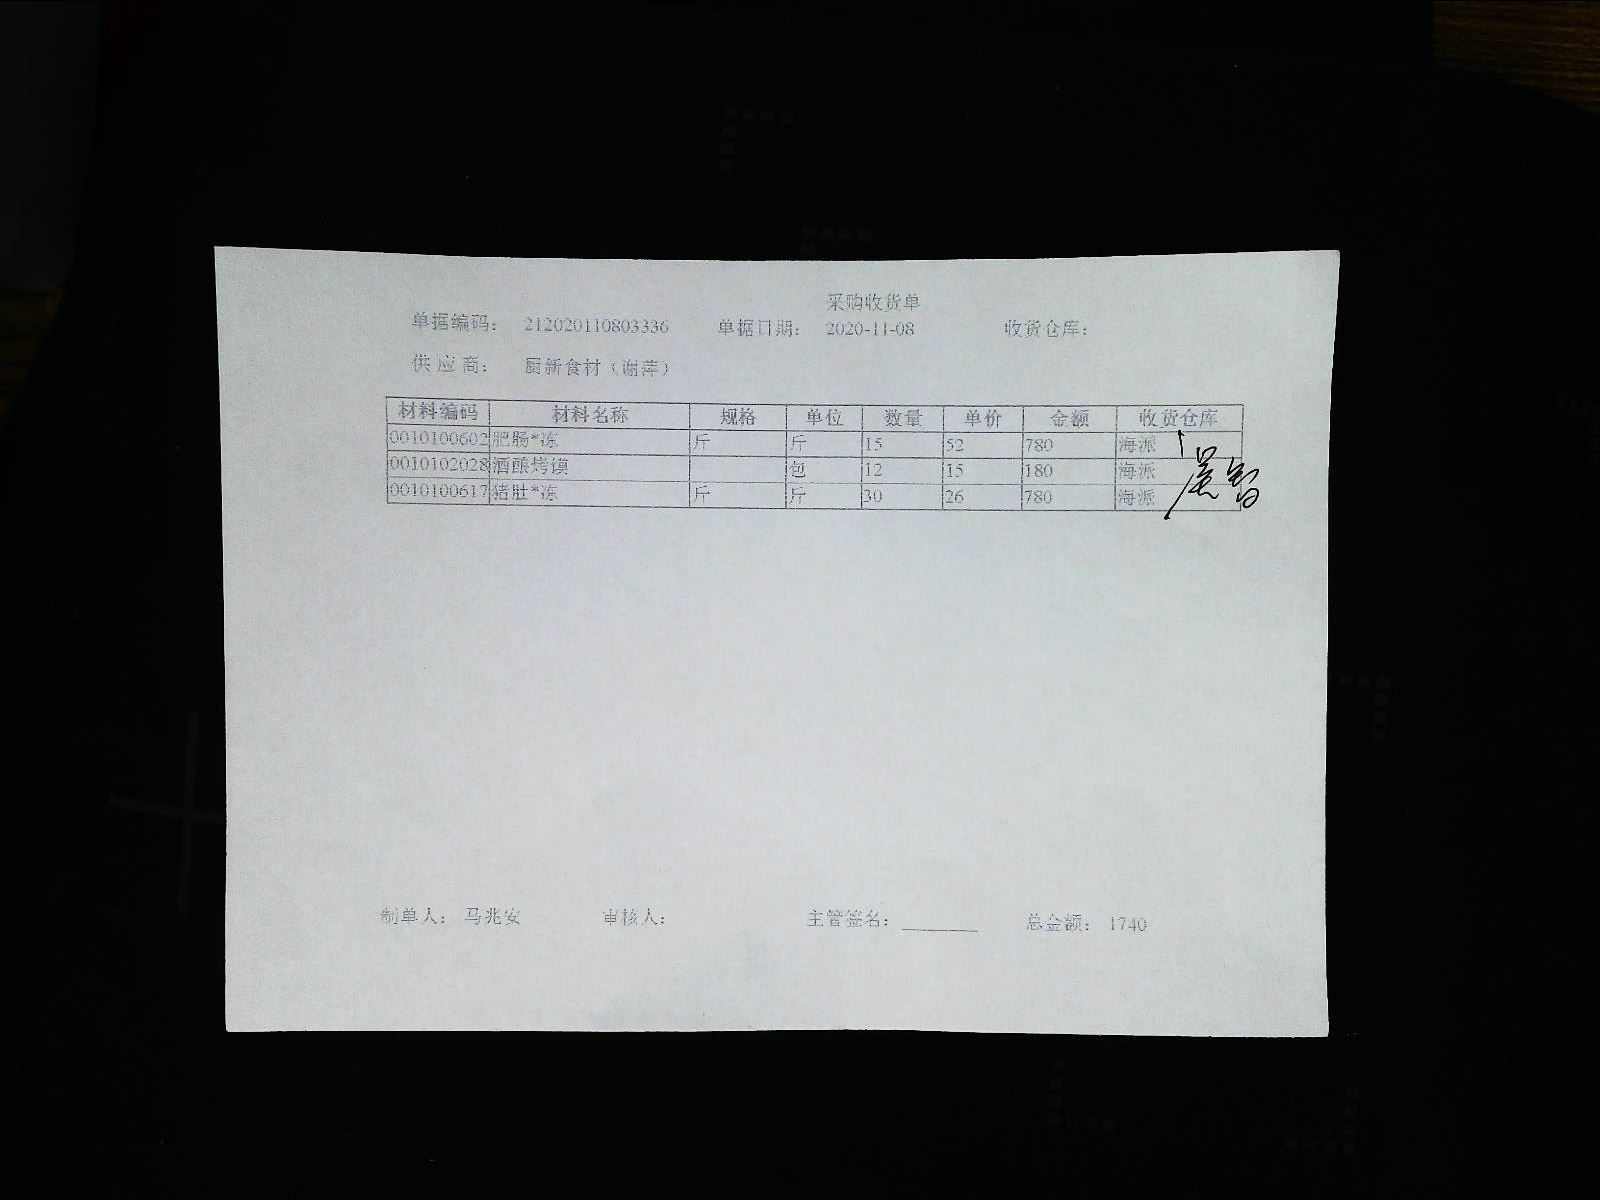 采购收货单
单据编码： 212020110803336 单据日期： 2020-11-08 收货仓库：
供应商： 厨新食材（谢萍）
材料编码 材料名称 规格 单位 数量 单价 金额 收货仓库
0010100602 肥肠*冻 斤 斤 15 52 780 海派
0010102028 酒酿烤馍 包 12 15 180 海派
0010100617 猪肚*冻 斤 斤 30 26 780 海派
制单人： 马兆安 审核人： 主管签名： 总金额： 1740